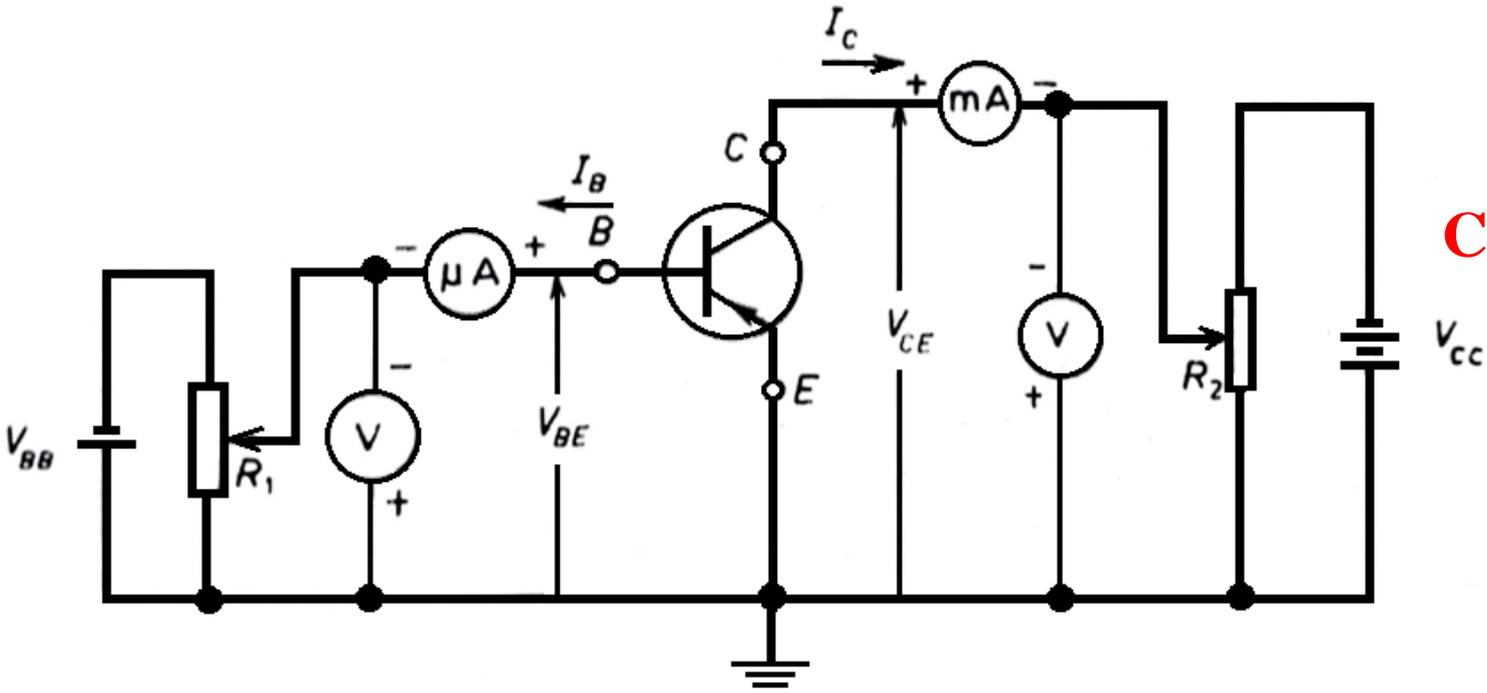 I_C
+ mA -
C
I_B
B
- μA +
C
V_CE
- V +
R_2
V_CC
E
V_BE
- V +
R_1
V_BB